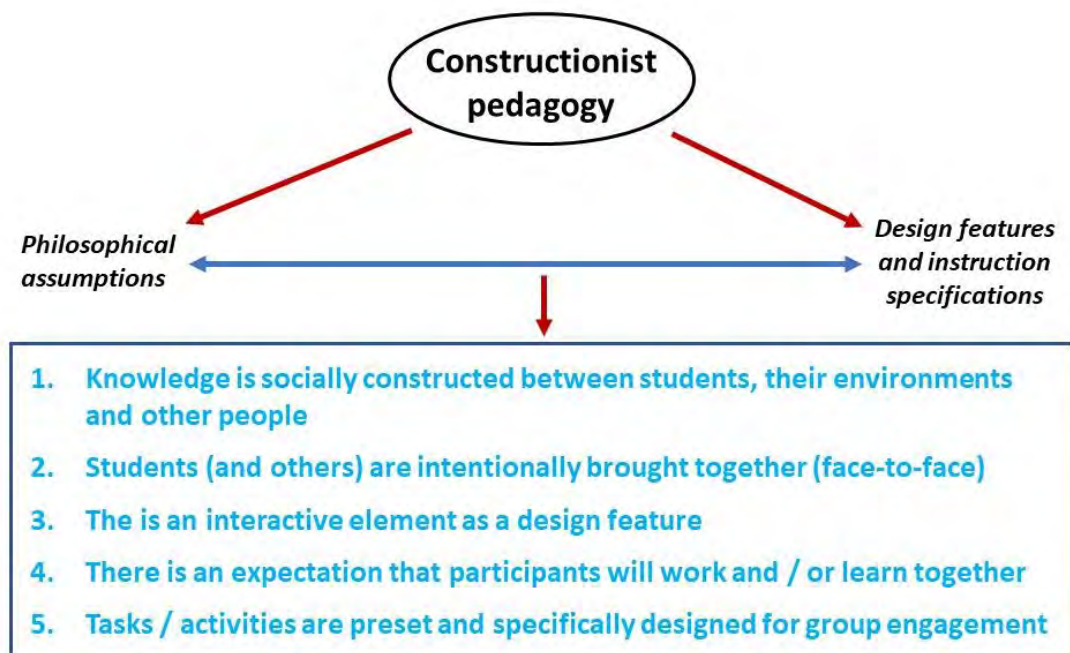 Constructionist
pedagogy
Philosophical
assumptions
Design features
and instruction
specifications
1. Knowledge is socially constructed between students, their environments
and other people
2. Students (and others) are intentionally brought together (face-to-face)
3. The is an interactive element as a design feature
4. There is an expectation that participants will work and / or learn together
5. Tasks / activities are preset and specifically designed for group engagement